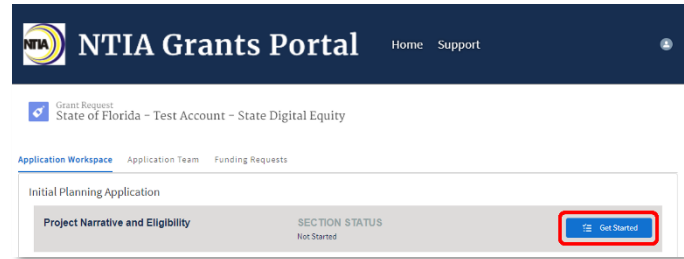 NTIA NTIA Grants Portal Home Support
Grant Request
State of Florida - Test Account - State Digital Equity
Application Workspace Application Team Funding Requests
Initial Planning Application
Project Narrative and Eligibility SECTION STATUS Get Started
Not Started